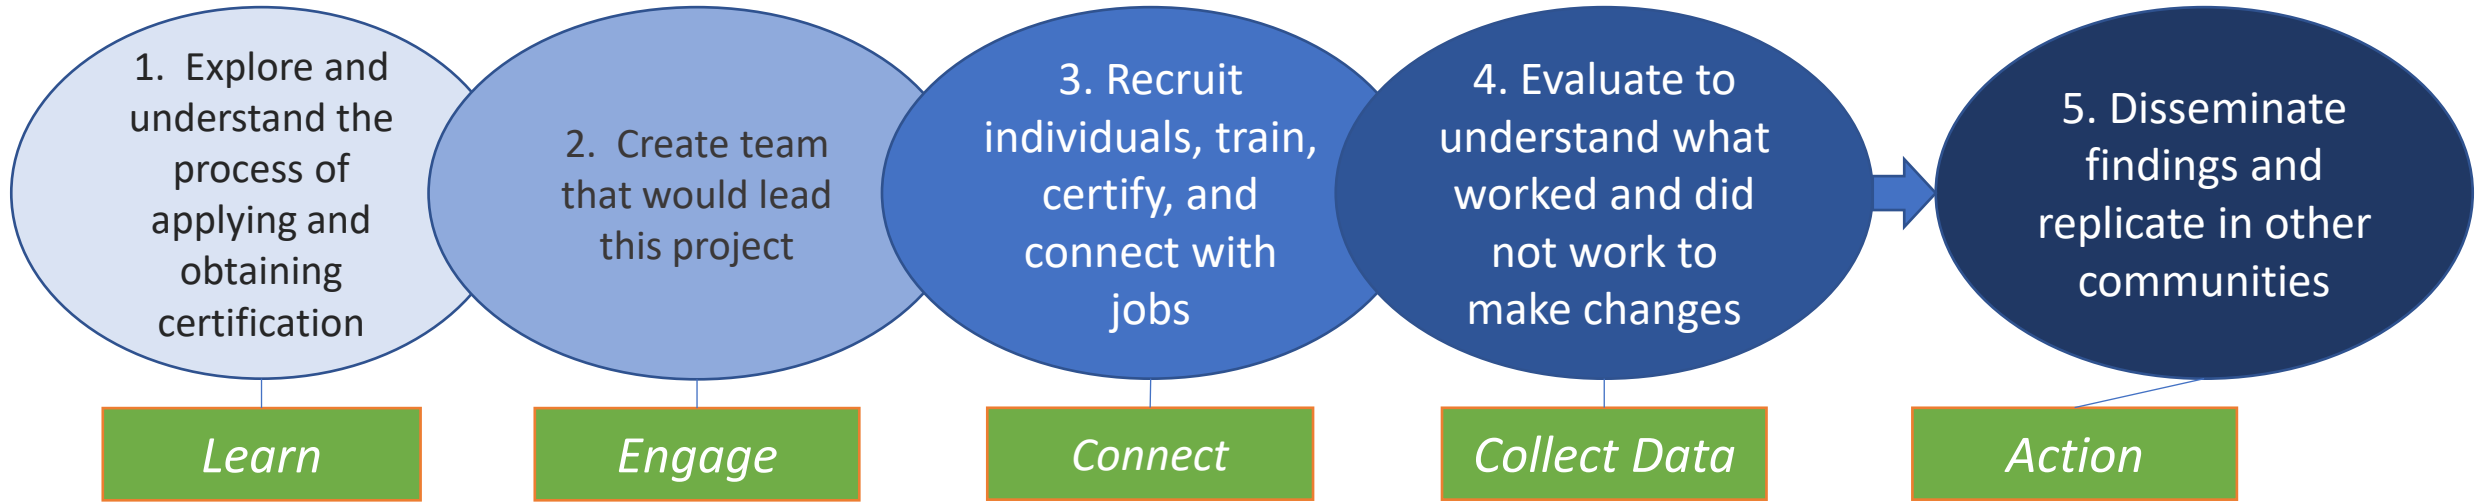 1. Explore and
understand the
process of
applying and
obtaining
certification
2. Create team
that would lead
this project
3. Recruit
individuals, train,
certify, and
connect with
jobs
4. Evaluate to
understand what
worked and did
not work to
make changes
5. Disseminate
findings and
replicate in other
communities
Learn
Engage
Connect
Collect Data
Action